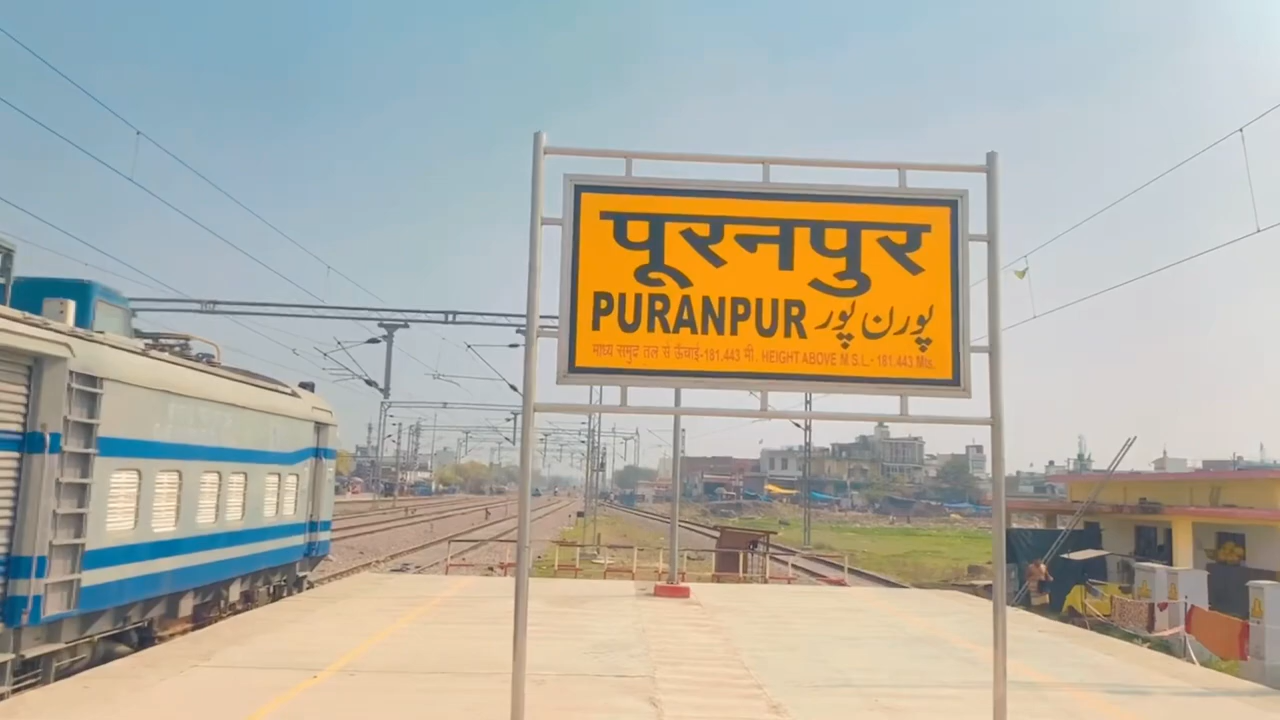 पूरनपुर
PURANPUR پورن پور
माध्य समुद्र तल से ऊँचाई-181.443 मी. HEIGHT ABOVE M.S.L.- 181.443 Mts.